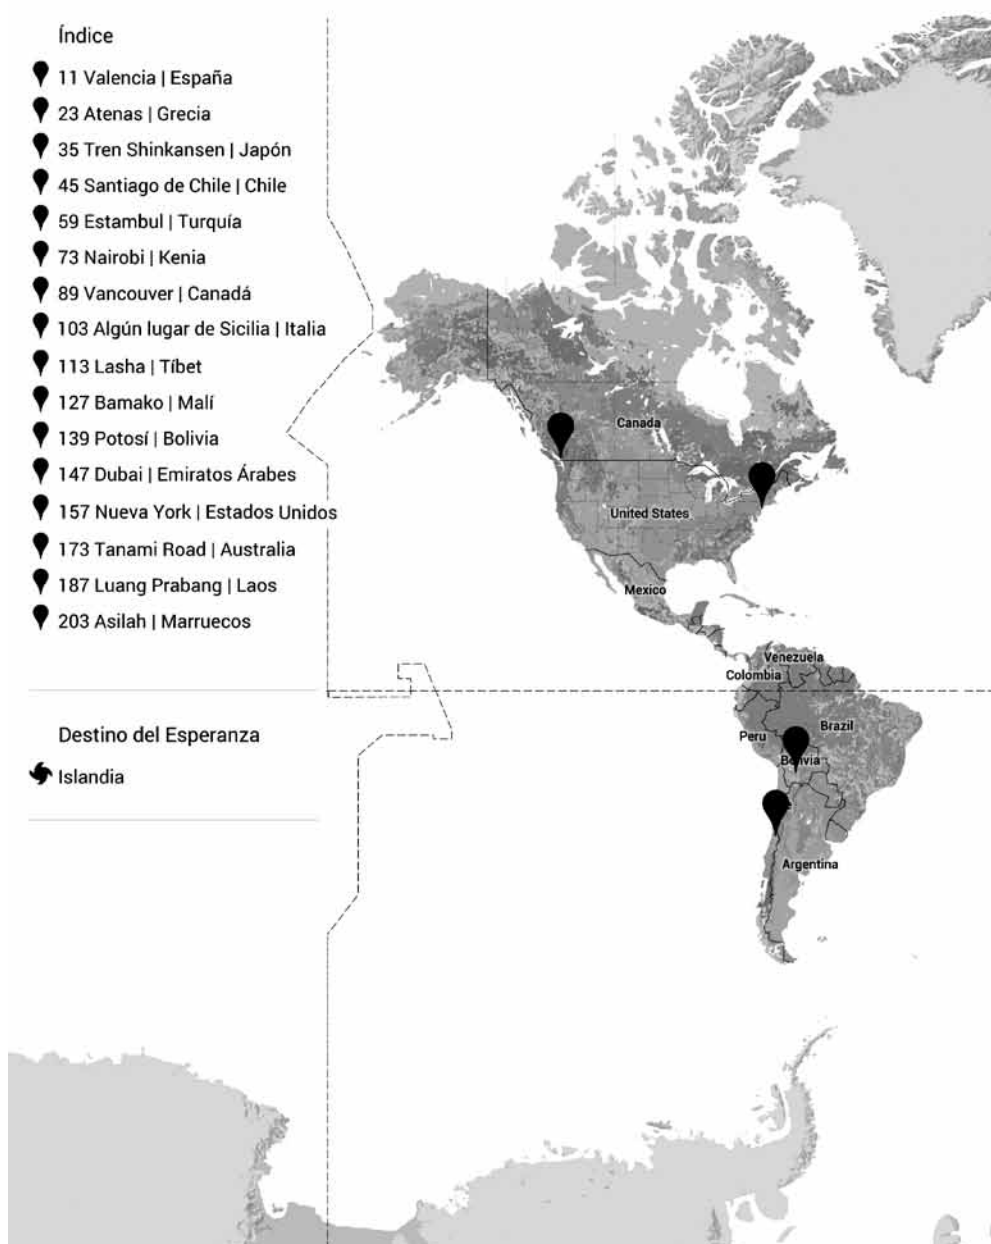 Índice
11 Valencia | España
23 Atenas | Grecia
35 Tren Shinkansen | Japón
45 Santiago de Chile | Chile
59 Estambul | Turquía
73 Nairobi | Kenia
89 Vancouver | Canadá
103 Algún lugar de Sicilia | Italia
113 Lasha | Tíbet
127 Bamako | Malí
139 Potosí | Bolivia
147 Dubai | Emiratos Árabes
157 Nueva York | Estados Unidos
173 Tanami Road | Australia
187 Luang Prabang | Laos
203 Asilah | Marruecos
Destino del Esperanza
Islandia
Canada
United States
Mexico
Venezuela
Colombia
Brazil
Peru
Argentina